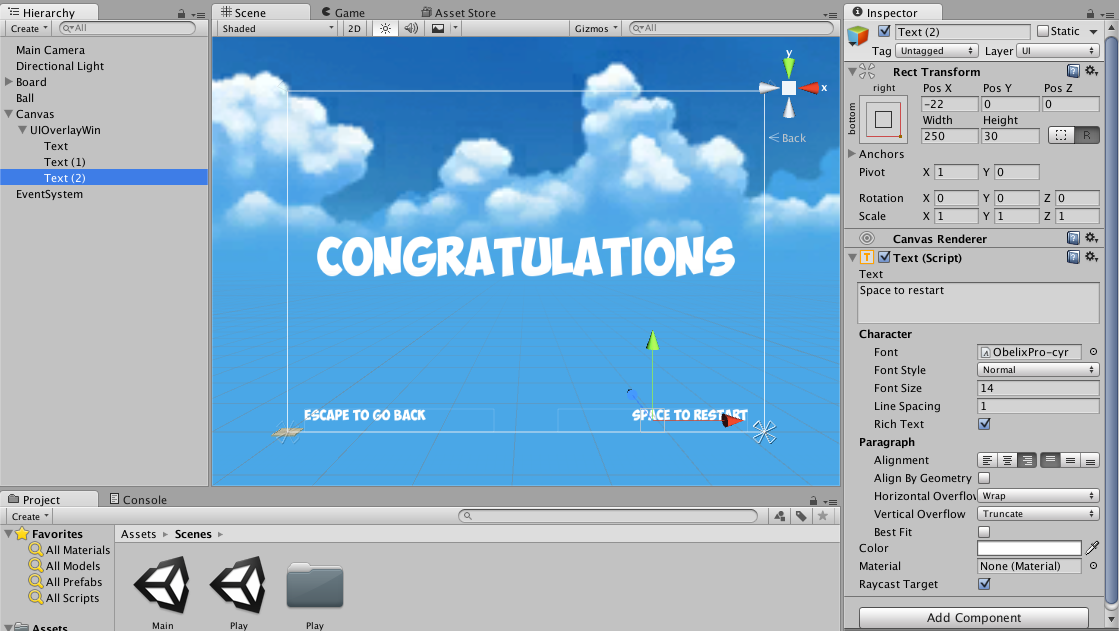 Hierarchy
Create
All
Main Camera
Directional Light
Board
Ball
Canvas
UIOverlayWin
Text
Text (1)
Text (2)
EventSystem
Scene
Game
Asset Store
Shaded
2D
Gizmos
All
y
x
Back
CONGRATULATIONS
ESCAPE TO GO BACK
SPACE TO RESTART
Project
Console
Create
Favorites
All Materials
All Models
All Prefabs
All Scripts
Assets
Assets
Scenes
Main
Play
Play
Inspector
Text (2)
Static
Tag Untagged Layer UI
Rect Transform
right
bottom
Pos X Pos Y Pos Z
-22 0 0
Width Height
250 30
R
Anchors
Pivot X 1 Y 0
Rotation X 0 Y 0 Z 0
Scale X 1 Y 1 Z 1
Canvas Renderer
Text (Script)
Text
Space to restart
Character
Font ObelixPro-cyr
Font Style Normal
Font Size 14
Line Spacing 1
Rich Text
Paragraph
Alignment
Align By Geometry
Horizontal Overflow Wrap
Vertical Overflow Truncate
Best Fit
Color
Material None (Material)
Raycast Target
Add Component